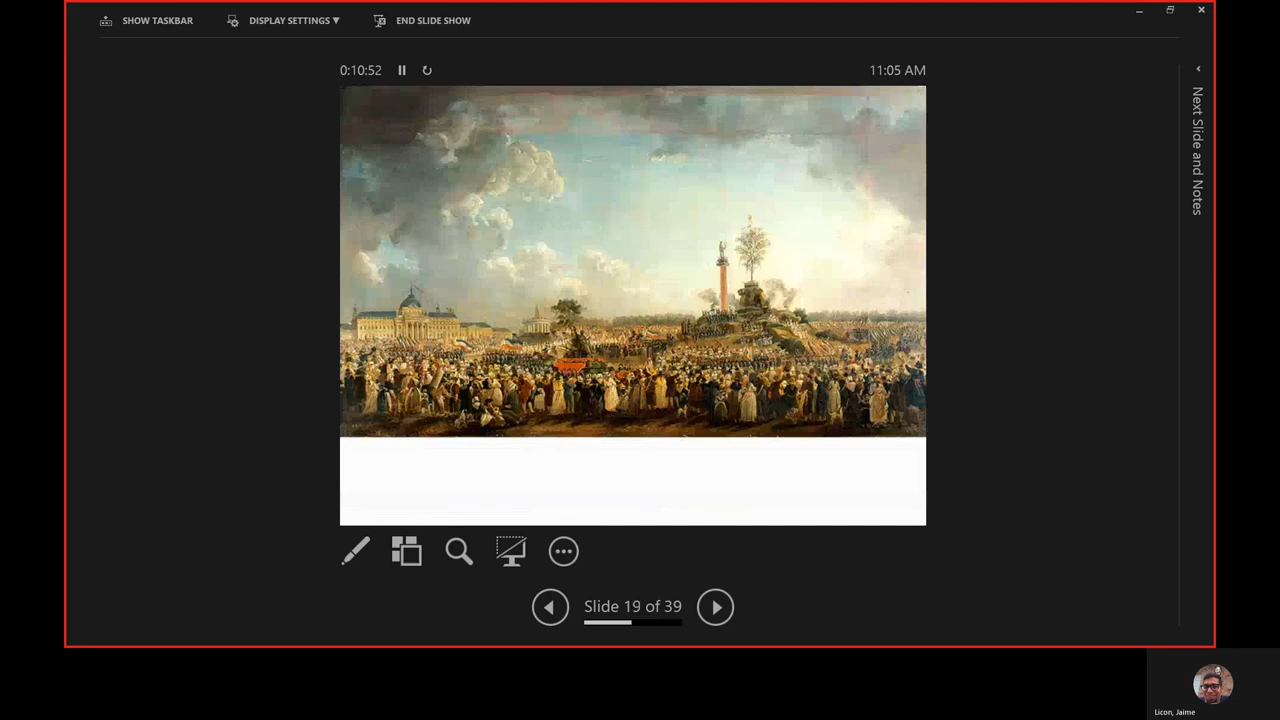 SHOW TASKBAR
DISPLAY SETTINGS ▼
END SLIDE SHOW
0:10:52
11:05 AM
Next Slide and Notes
Slide 19 of 39
Licon, Jaime